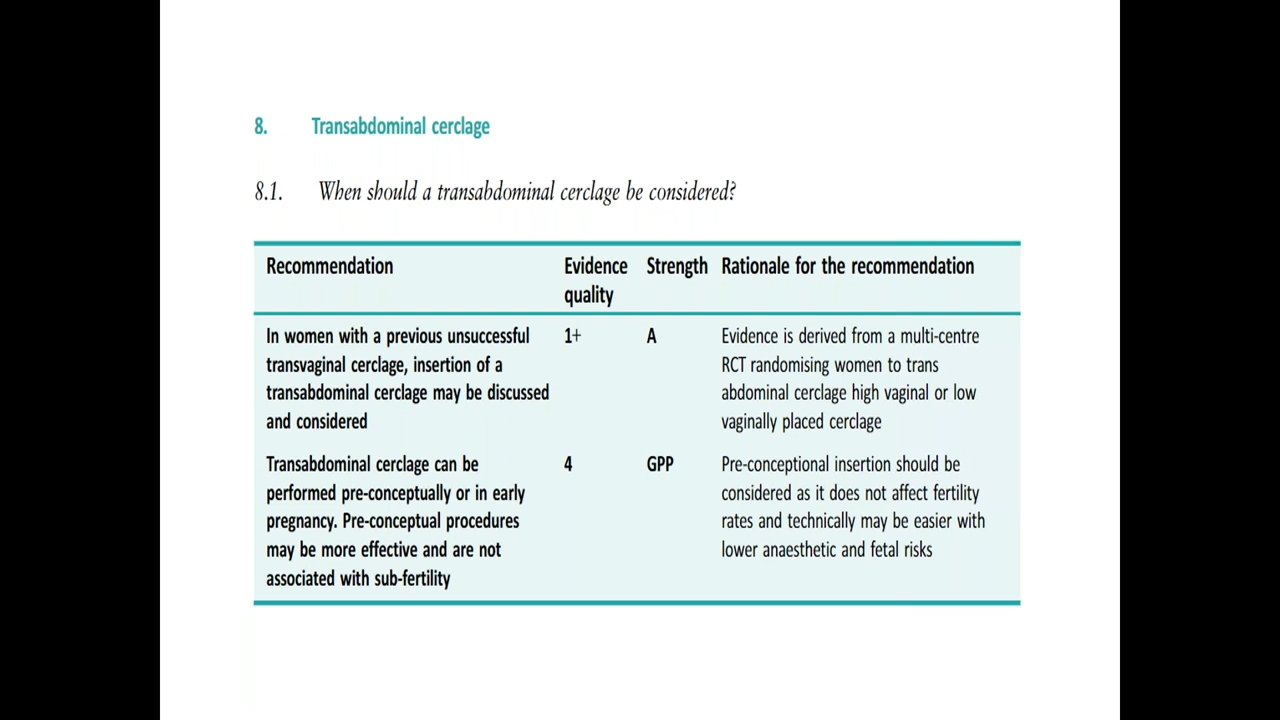 8. Transabdominal cerclage
8.1. When should a transabdominal cerclage be considered?
Recommendation
Evidence
quality
Strength
Rationale for the recommendation
In women with a previous unsuccessful
transvaginal cerclage, insertion of a
transabdominal cerclage may be discussed
and considered
1+
A
Evidence is derived from a multi-centre
RCT randomising women to trans
abdominal cerclage high vaginal or low
vaginally placed cerclage
Transabdominal cerclage can be
performed pre-conceptually or in early
pregnancy. Pre-conceptual procedures
may be more effective and are not
associated with sub-fertility
4
GPP
Pre-conceptional insertion should be
considered as it does not affect fertility
rates and technically may be easier with
lower anaesthetic and fetal risks